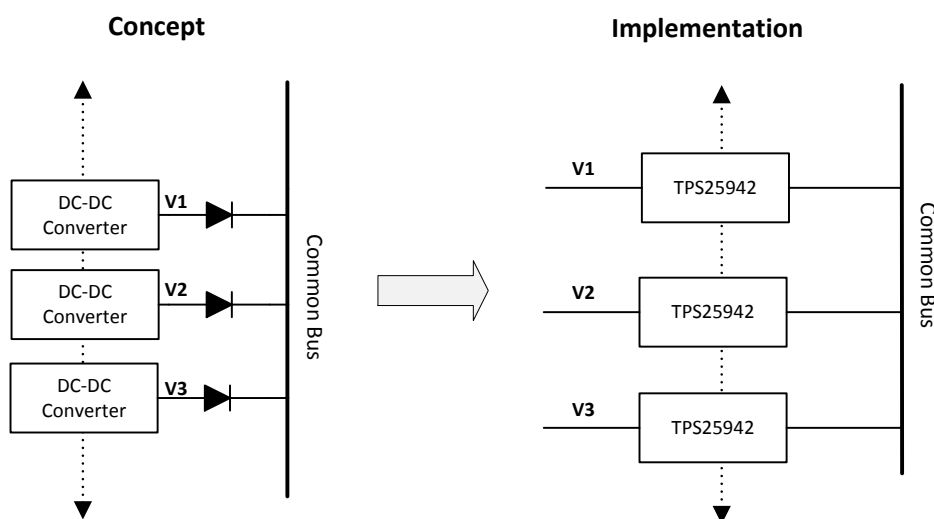 Concept
DC-DC
Converter
V1
DC-DC
Converter
V2
DC-DC
Converter
V3
Common Bus
Implementation
V1
TPS25942
V2
TPS25942
V3
TPS25942
Common Bus